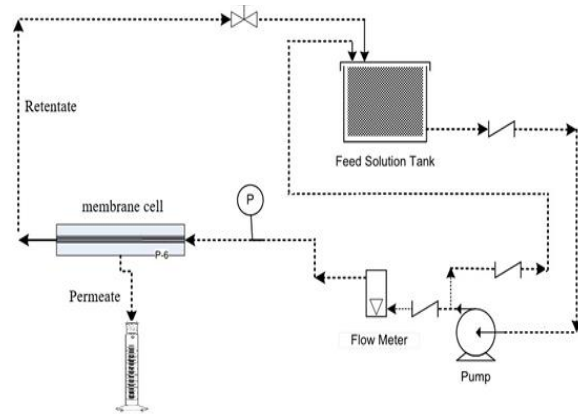 Retentate
Feed Solution Tank
membrane cell
P
P-6
Permeate
Flow Meter
Pump